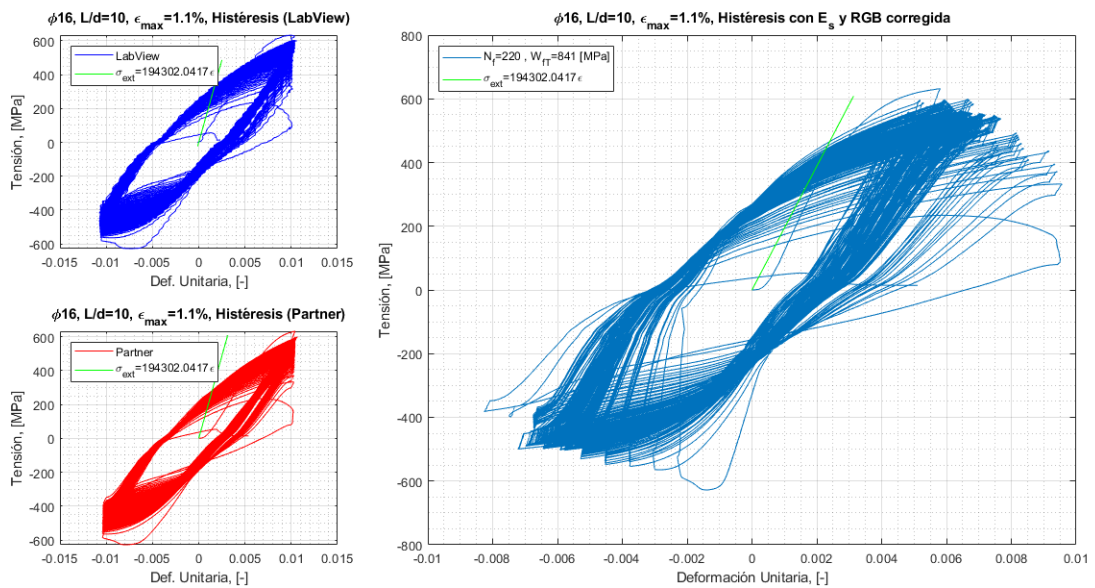 ϕ16, L/d=10, ϵmax=1.1%, Histéresis (LabView)
600
400
200
0
-200
-400
-600
Tensión, [MPa]
LabView
σext=194302.0417 ϵ
-0.015 -0.01 -0.005 0 0.005 0.01 0.015
Def. Unitaria, [-]
ϕ16, L/d=10, ϵmax=1.1%, Histéresis (Partner)
600
400
200
0
-200
-400
-600
Tensión, [MPa]
Partner
σext=194302.0417 ϵ
-0.015 -0.01 -0.005 0 0.005 0.01 0.015
Def. Unitaria, [-]
ϕ16, L/d=10, ϵmax=1.1%, Histéresis con Es y RGB corregida
800
600
400
200
0
-200
-400
-600
-800
Tensión, [MPa]
Nf=220 , WfT=841 [MPa]
σext=194302.0417 ϵ
-0.01 -0.008 -0.006 -0.004 -0.002 0 0.002 0.004 0.006 0.008 0.01
Deformación Unitaria, [-]